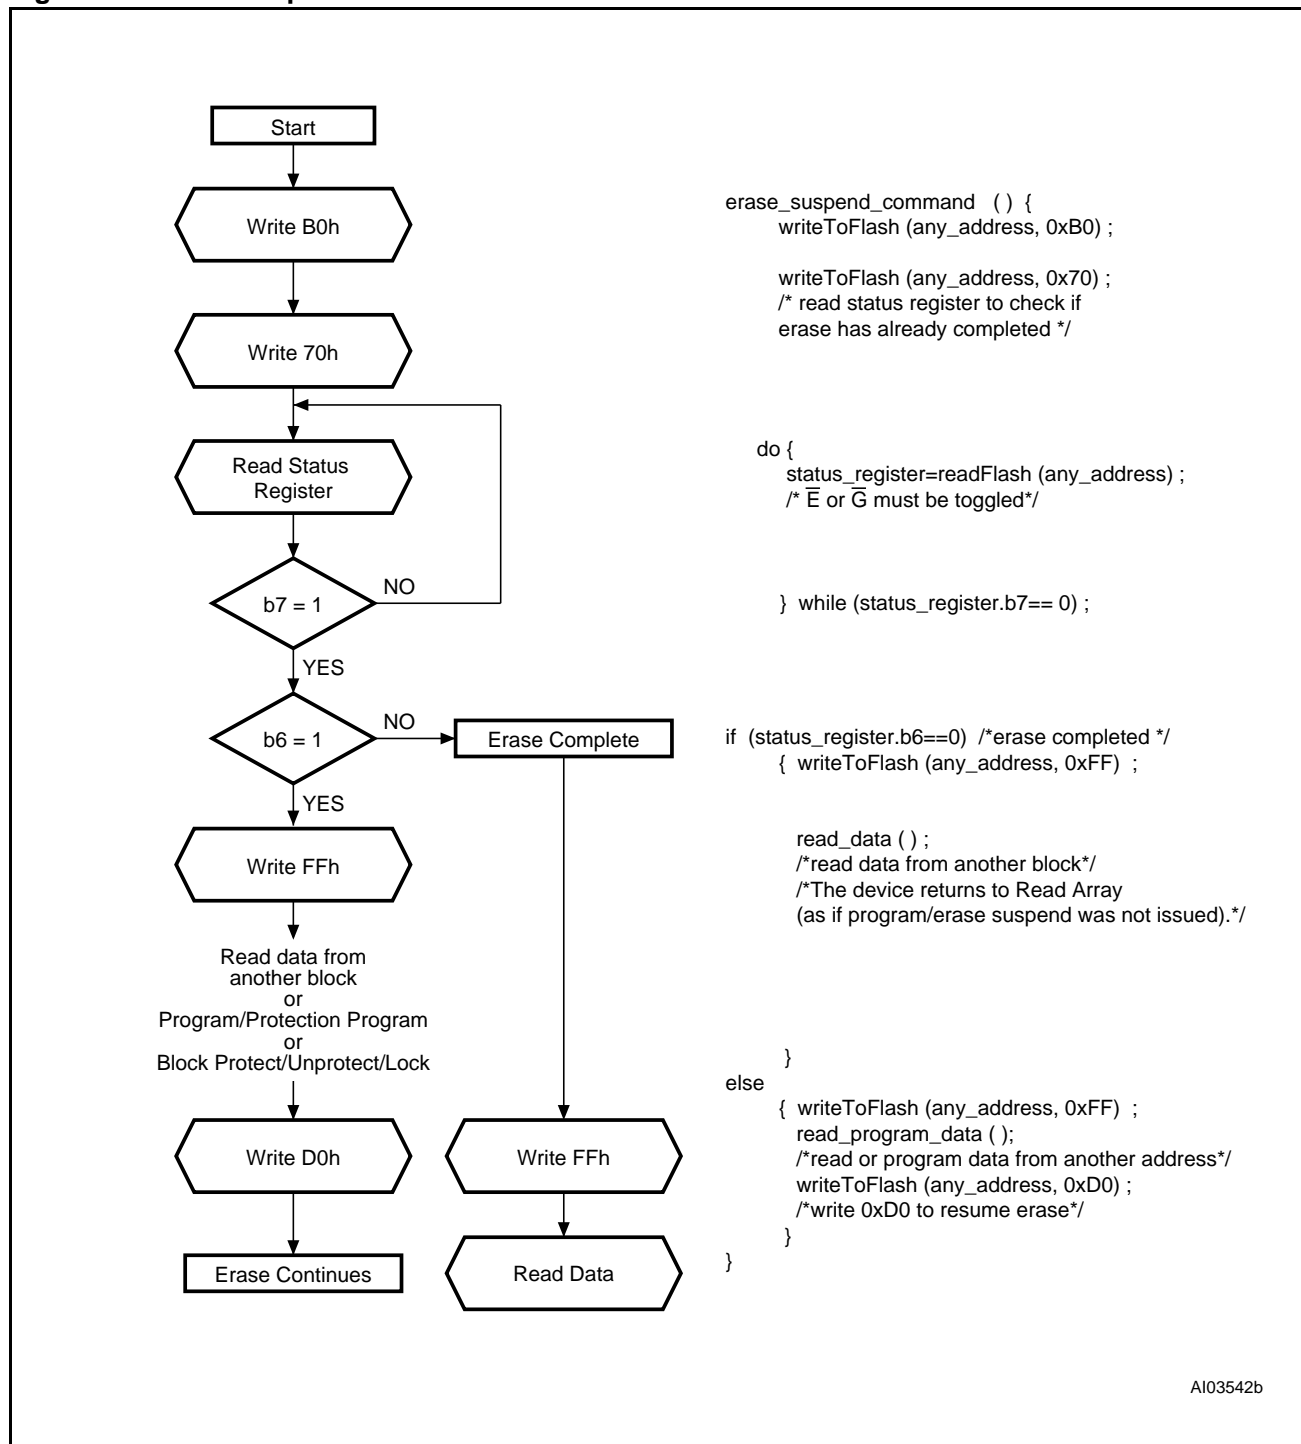 Start
Write B0h
Write 70h
Read Status
Register
b7 = 1
NO
YES
b6 = 1
NO
Erase Complete
YES
Write FFh
Read data from
another block
or
Program/Protection Program
or
Block Protect/Unprotect/Lock
Write D0h
Write FFh
Erase Continues
Read Data
erase_suspend_command ( ) {
writeToFlash (any_address, 0xB0) ;
writeToFlash (any_address, 0x70) ;
/* read status register to check if
erase has already completed */
do {
status_register=readFlash (any_address) ;
/* E̅ or G̅ must be toggled*/
} while (status_register.b7== 0) ;
if (status_register.b6==0) /*erase completed */
{ writeToFlash (any_address, 0xFF) ;
read_data ( ) ;
/*read data from another block*/
/*The device returns to Read Array
(as if program/erase suspend was not issued).*/
}
else
{ writeToFlash (any_address, 0xFF) ;
read_program_data ( );
/*read or program data from another address*/
writeToFlash (any_address, 0xD0) ;
/*write 0xD0 to resume erase*/
}
}
AI03542b